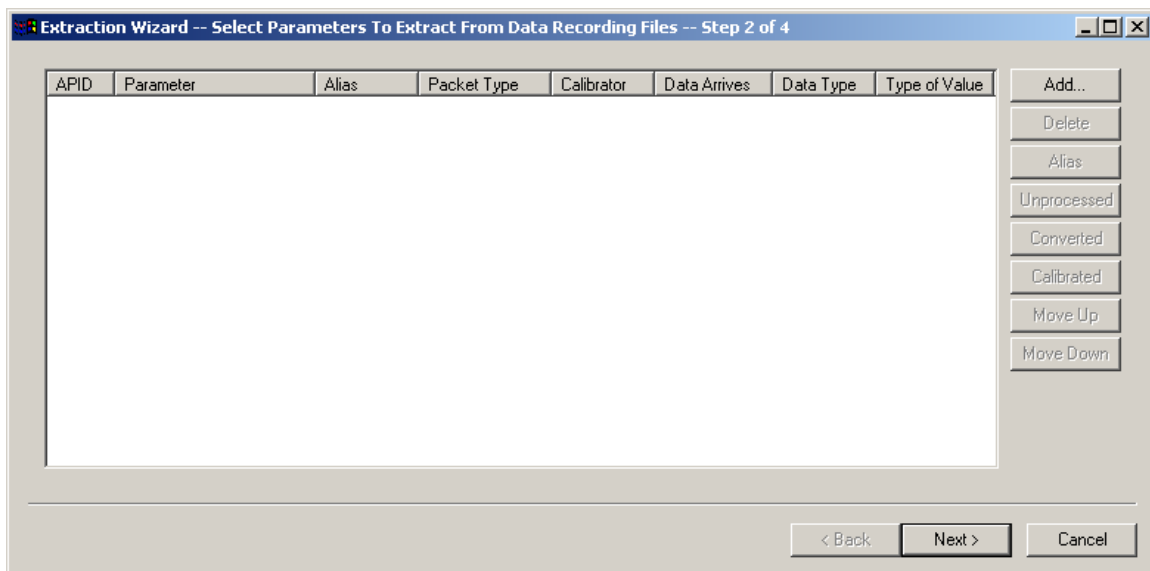 Extraction Wizard -- Select Parameters To Extract From Data Recording Files -- Step 2 of 4
APID Parameter Alias Packet Type Calibrator Data Arrives Data Type Type of Value
Add...
Delete
Alias
Unprocessed
Converted
Calibrated
Move Up
Move Down
< Back Next > Cancel